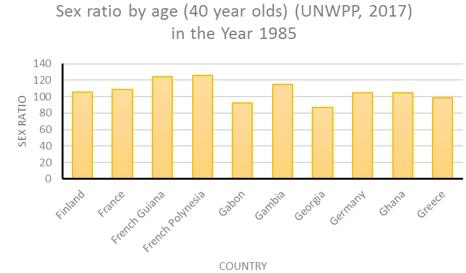 Sex ratio by age (40 year olds) (UNWPP, 2017)
in the Year 1985
SEX RATIO
140
120
100
80
60
40
20
0
Finland
France
French Guiana
French Polynesia
Gabon
Gambia
Georgia
Germany
Ghana
Greece
COUNTRY